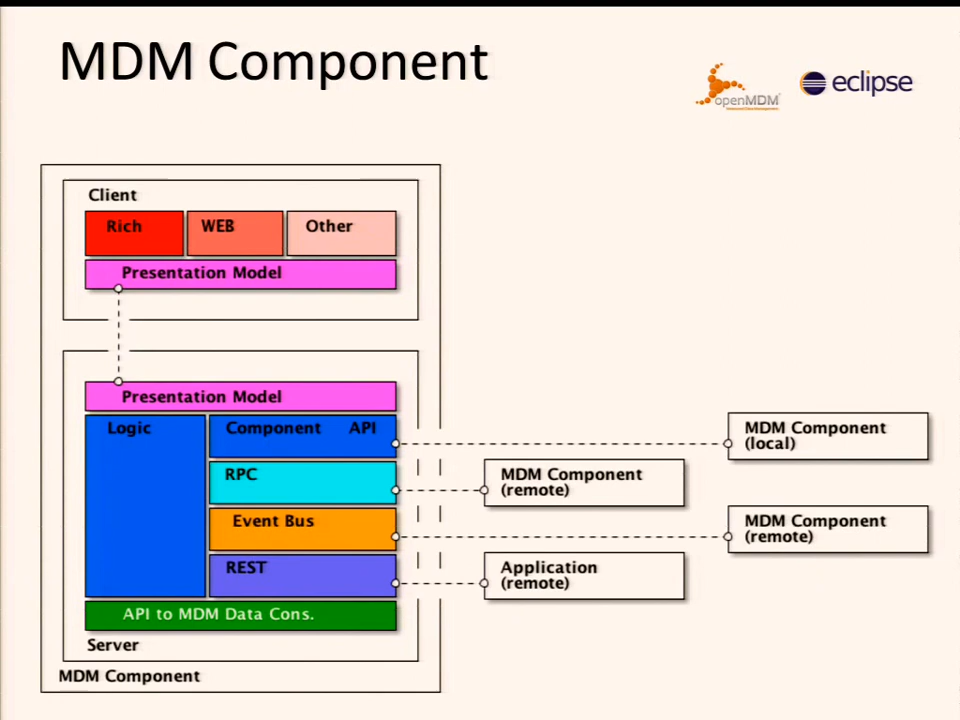 MDM Component
openMDM
eclipse
Client
Rich
WEB
Other
Presentation Model
Presentation Model
Logic
Component API
RPC
Event Bus
REST
API to MDM Data Cons.
Server
MDM Component
MDM Component
(local)
MDM Component
(remote)
MDM Component
(remote)
Application
(remote)